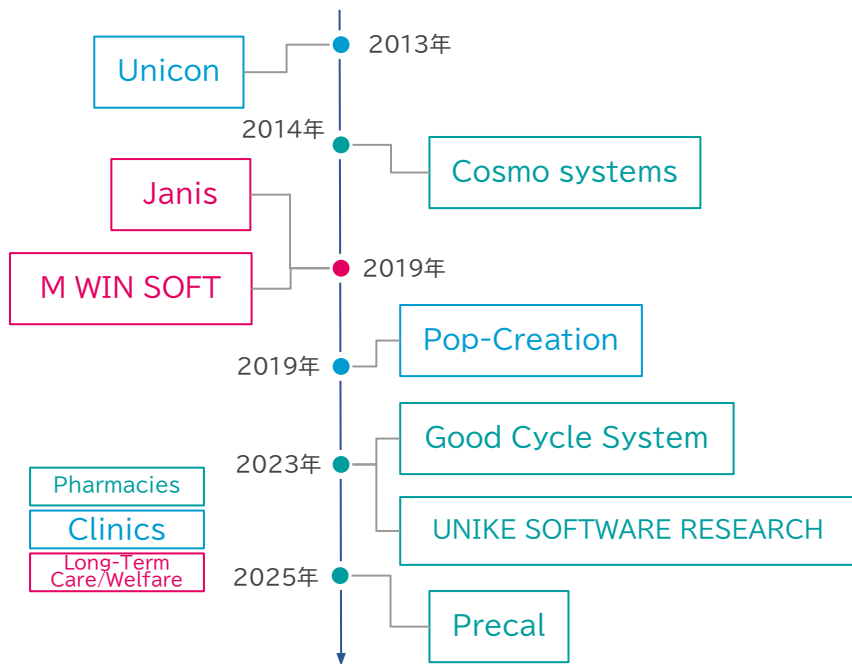 2013年
Unicon
2014年
Cosmo systems
Janis
2019年
M WIN SOFT
Pop-Creation
2019年
Good Cycle System
2023年
Pharmacies
Clinics
UNIKE SOFTWARE RESEARCH
Long-Term
Care/Welfare
2025年
Precal